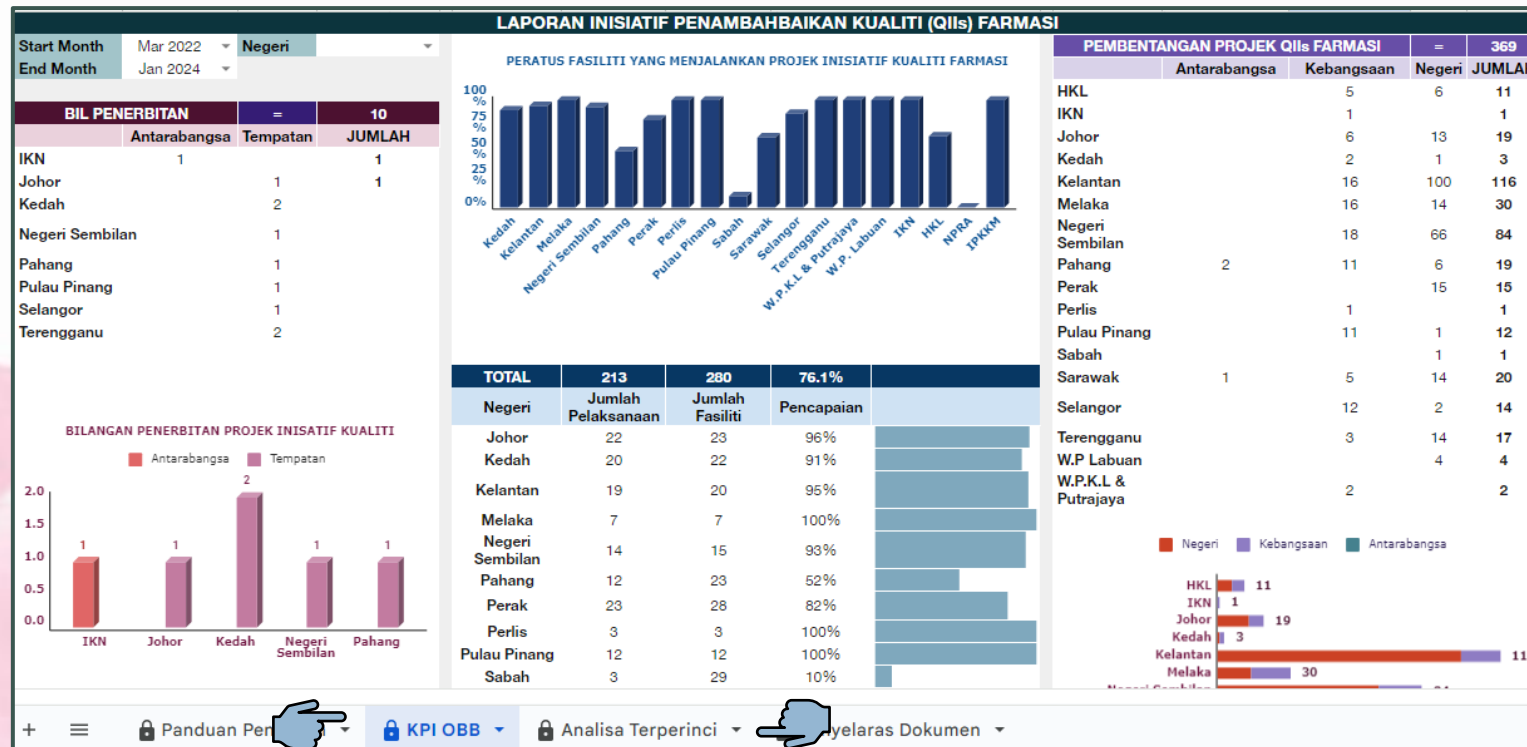 LAPORAN INISIATIF PENAMBAHBAIKAN KUALITI (QIIs) FARMASI
Start Month Mar 2022 Negeri
End Month Jan 2024
BIL PENERBITAN = 10
Antarabangsa Tempatan JUMLAH
IKN 1 1
Johor 1 1
Kedah 2
Negeri Sembilan 1
Pahang 1
Pulau Pinang 1
Selangor 1
Terengganu 2
BILANGAN PENERBITAN PROJEK INISATIF KUALITI
Antarabangsa Tempatan
2.0
1.5
1.0
0.5
0.0
1 1 2 1 1
IKN Johor Kedah Negeri Sembilan Pahang
PERATUS FASILITI YANG MENJALANKAN PROJEK INISIATIF KUALITI FARMASI
100
%
75
%
50
%
25
%
0%
Kedah
Kelantan
Melaka
Negeri Sembilan
Pahang
Perak
Perlis
Pulau Pinang
Sabah
Sarawak
Selangor
Terengganu
W.P.K.L & Putrajaya
W.P. Labuan
IKN
HKL
NPRA
IPKKM
TOTAL 213 280 76.1%
Negeri Jumlah Pelaksanaan Jumlah Fasiliti Pencapaian
Johor 22 23 96%
Kedah 20 22 91%
Kelantan 19 20 95%
Melaka 7 7 100%
Negeri Sembilan 14 15 93%
Pahang 12 23 52%
Perak 23 28 82%
Perlis 3 3 100%
Pulau Pinang 12 12 100%
Sabah 3 29 10%
PEMBENTANGAN PROJEK QIIs FARMASI = 369
Antarabangsa Kebangsaan Negeri JUMLAH
HKL 5 6 11
IKN 1 1
Johor 6 13 19
Kedah 2 1 3
Kelantan 16 100 116
Melaka 16 14 30
Negeri Sembilan 18 66 84
Pahang 2 11 6 19
Perak 15 15
Perlis 1 1
Pulau Pinang 11 1 12
Sabah 1 1
Sarawak 1 5 14 20
Selangor 12 2 14
Terengganu 3 14 17
W.P Labuan 4 4
W.P.K.L & Putrajaya 2 2
Negeri Kebangsaan Antarabangsa
HKL 11
IKN 1
Johor 19
Kedah 3
Kelantan 11
Melaka 30
Panduan Pen
KPI OBB
Analisa Terperinci
yelaras Dokumen